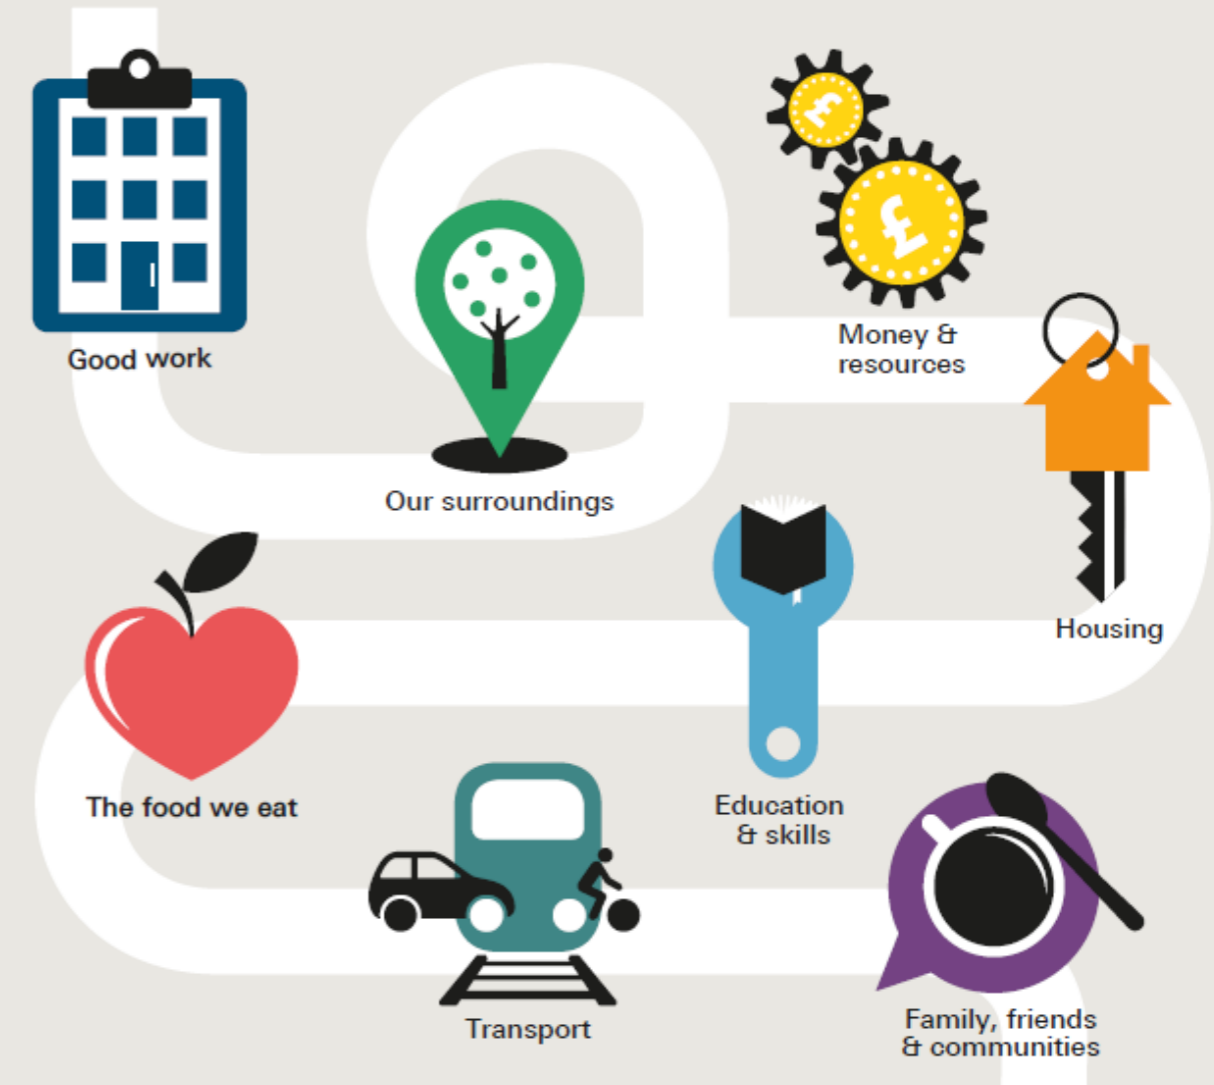 £
£
Good work
Money &
resources
Our surroundings
Housing
The food we eat
Education
& skills
Transport
Family, friends
& communities